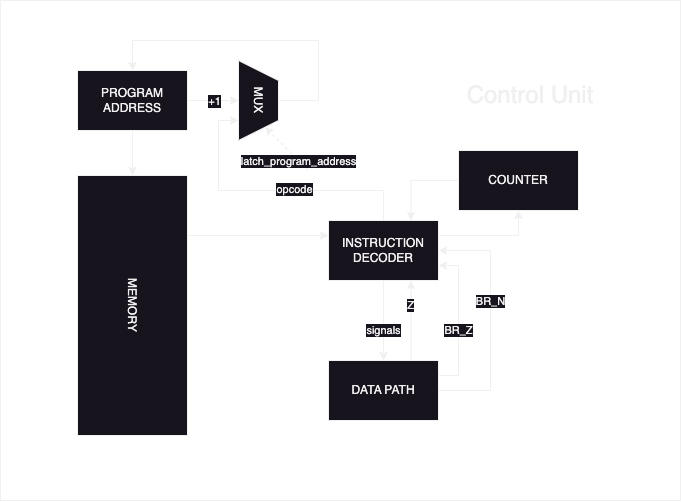 Control Unit
PROGRAM
ADDRESS
+1
MUX
latch_program_address
opcode
COUNTER
INSTRUCTION
DECODER
MEMORY
Z
BR_N
signals
BR_Z
DATA PATH